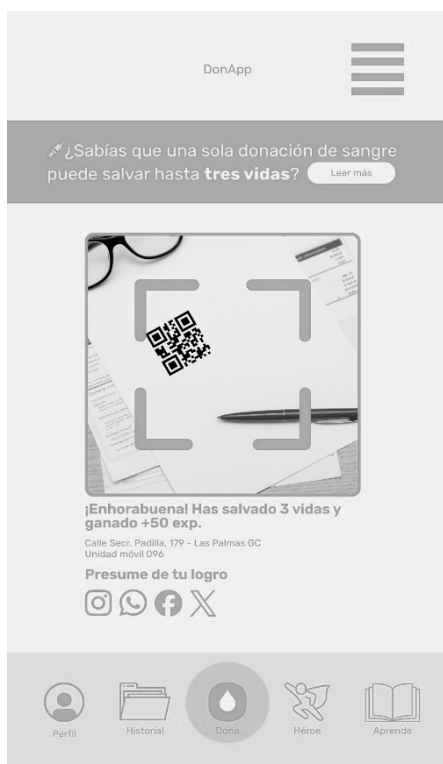 DonApp
¿Sabías que una sola donación de sangre
puede salvar hasta tres vidas? Leer más
¡Enhorabuena! Has salvado 3 vidas y
ganado +50 exp.
Calle Secr. Padilla, 179 - Las Palmas GC
Unidad móvil 096
Presume de tu logro
Perfil
Historial
Dona
Héroe
Aprende